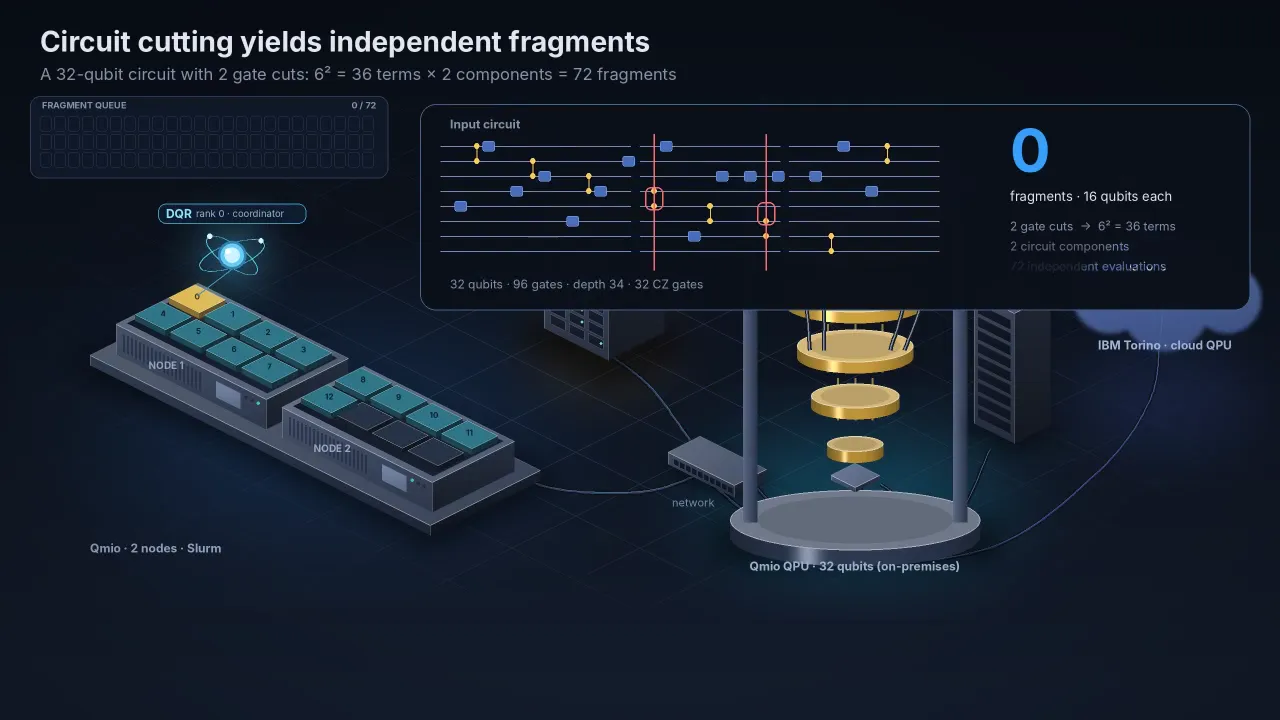 Circuit cutting yields independent fragments
A 32-qubit circuit with 2 gate cuts: 6² = 36 terms × 2 components = 72 fragments
FRAGMENT QUEUE 0 / 72
Input circuit
0
fragments · 16 qubits each
2 gate cuts → 6² = 36 terms
2 circuit components
72 independent evaluations
32 qubits · 96 gates · depth 34 · 32 CZ gates
DQR rank 0 · coordinator
0
4
1
5
2
6
3
7
NODE 1
8
12
9
10
11
NODE 2
IBM Torino · cloud QPU
network
Qmio · 2 nodes · Slurm
Qmio QPU · 32 qubits (on-premises)